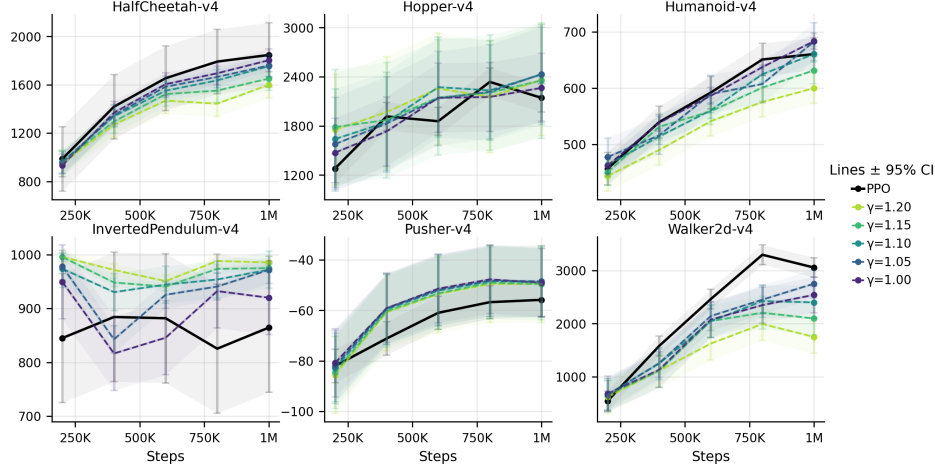 HalfCheetah-v4
Hopper-v4
Humanoid-v4
2000
1600
1200
800
250K 500K 750K 1M
3000
2400
1800
1200
250K 500K 750K 1M
700
600
500
250K 500K 750K 1M
Lines ± 95% CI
PPO
γ=1.20
γ=1.15
γ=1.10
γ=1.05
γ=1.00
InvertedPendulum-v4
Pusher-v4
Walker2d-v4
1000
900
800
700
250K 500K 750K 1M
Steps
−40
−60
−80
−100
250K 500K 750K 1M
Steps
3000
2000
1000
250K 500K 750K 1M
Steps